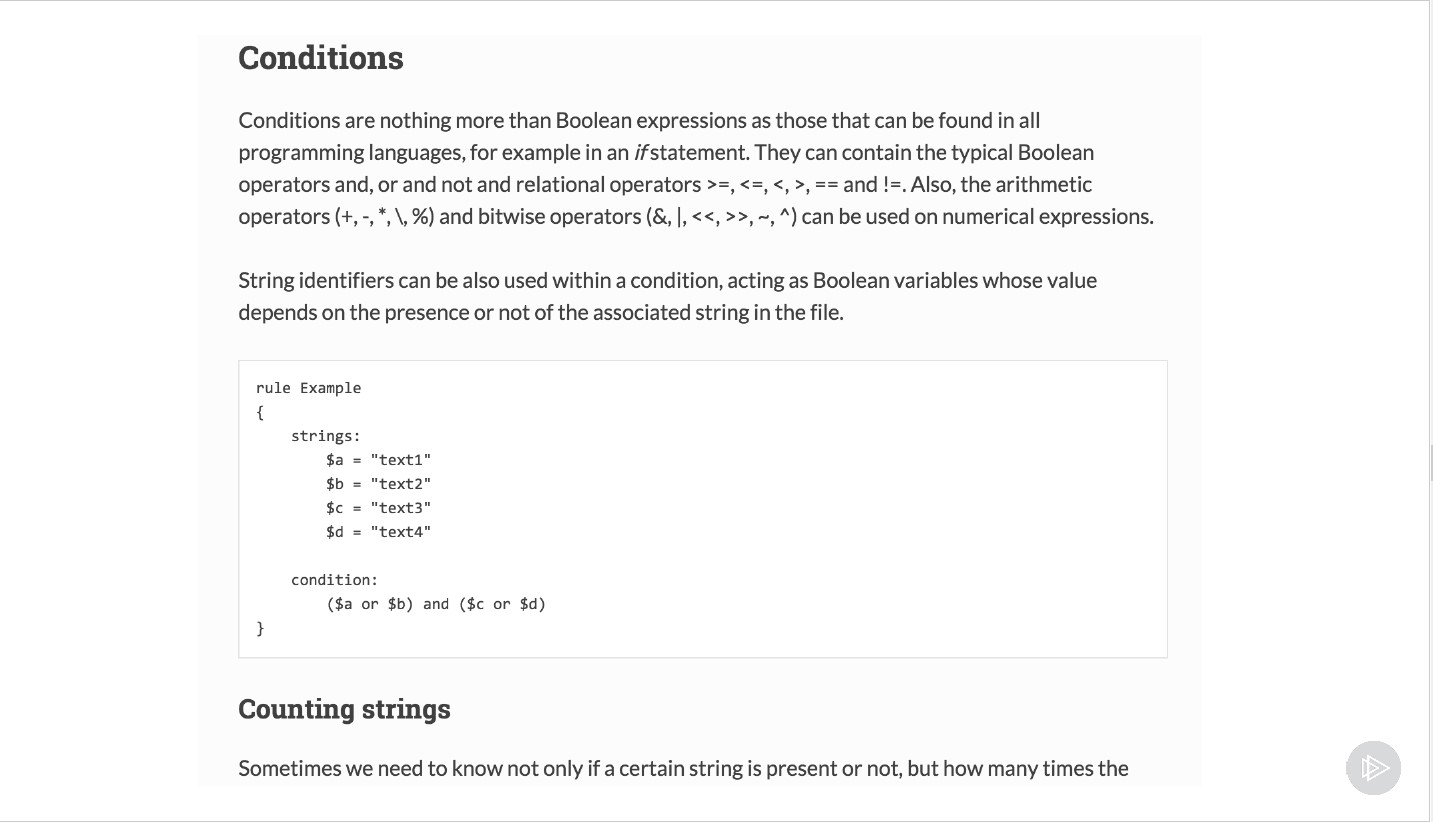 Conditions
Conditions are nothing more than Boolean expressions as those that can be found in all
programming languages, for example in an if statement. They can contain the typical Boolean
operators and, or and not and relational operators >=, <=, <, >, == and !=. Also, the arithmetic
operators (+, -, *, \, %) and bitwise operators (&, |, <<, >>, ~, ^) can be used on numerical expressions.
String identifiers can be also used within a condition, acting as Boolean variables whose value
depends on the presence or not of the associated string in the file.
rule Example
{
    strings:
        $a = "text1"
        $b = "text2"
        $c = "text3"
        $d = "text4"
    condition:
        ($a or $b) and ($c or $d)
}
Counting strings
Sometimes we need to know not only if a certain string is present or not, but how many times the